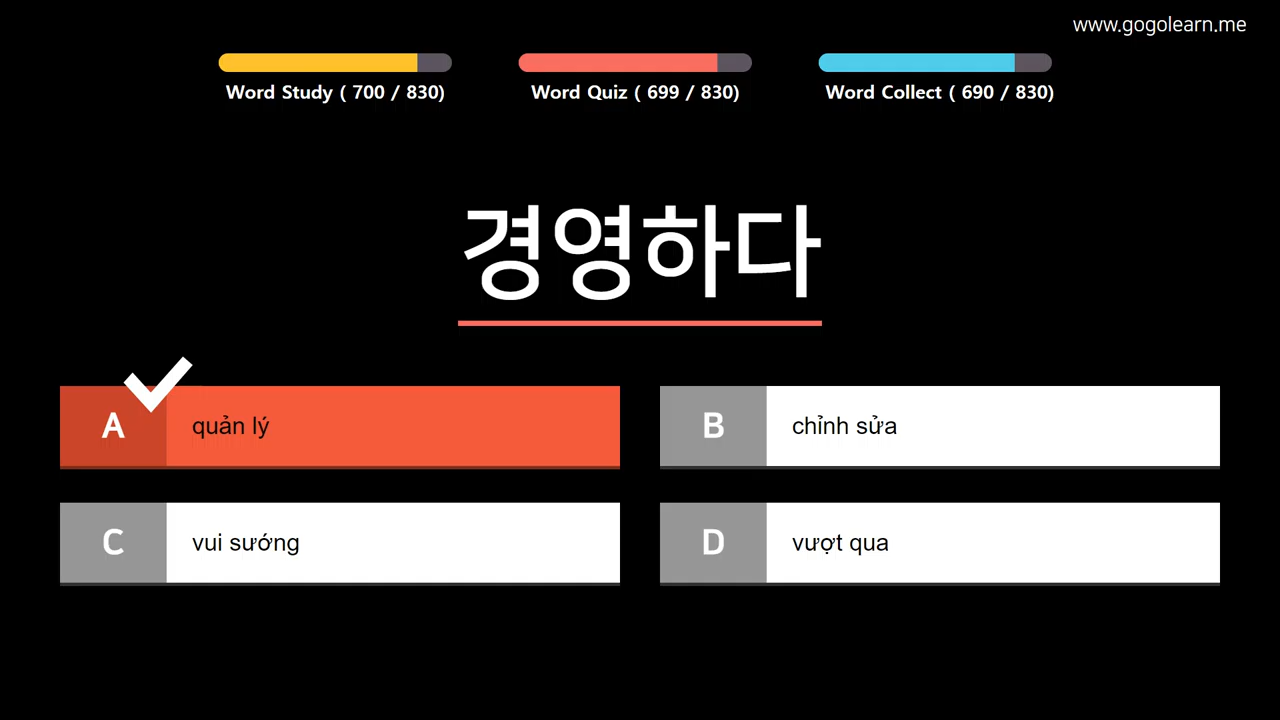 www.gogolearn.me
Word Study ( 700 / 830)
Word Quiz ( 699 / 830)
Word Collect ( 690 / 830)
경영하다
A quản lý
B chỉnh sửa
C vui sướng
D vượt qua